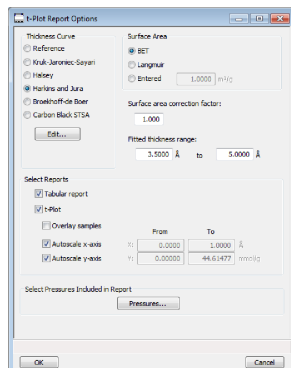 t-Plot Report Options
Thickness Curve
Reference
Kruk-Jaroniec-Sayari
Halsey
Harkins and Jura
Broekhoff-de Boer
Carbon Black STSA
Edit...
Surface Area
BET
Langmuir
Entered 1.0000 m²/g
Surface area correction factor:
1.000
Fitted thickness range:
3.5000 Å to 5.0000 Å
Select Reports
Tabular report
t-Plot
Overlay samples
From To
Autoscale x-axis X: 0.0000 1.0000 Å
Autoscale y-axis Y: 0.00000 44.61477 mmol/g
Select Pressures Included in Report
Pressures...
OK Cancel